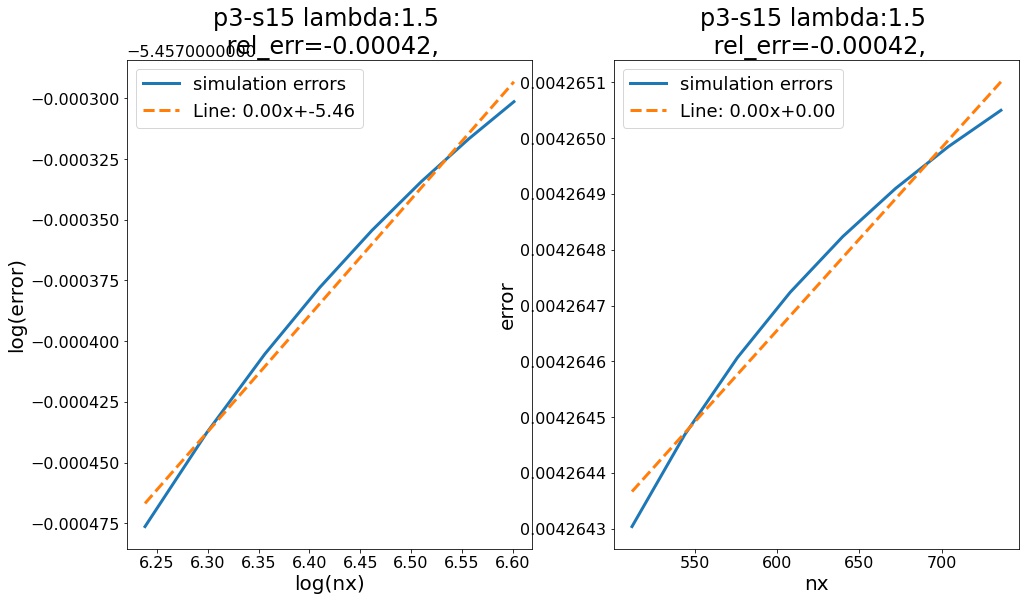 p3-s15 lambda:1.5
rel_err=-0.00042,
−5.4570000000
simulation errors
Line: 0.00x+-5.46
−0.000300
−0.000325
−0.000350
−0.000375
−0.000400
−0.000425
−0.000450
−0.000475
log(error)
6.25 6.30 6.35 6.40 6.45 6.50 6.55 6.60
log(nx)
p3-s15 lambda:1.5
rel_err=-0.00042,
simulation errors
Line: 0.00x+0.00
0.0042651
0.0042650
0.0042649
0.0042648
0.0042647
0.0042646
0.0042645
0.0042644
0.0042643
error
550 600 650 700
nx